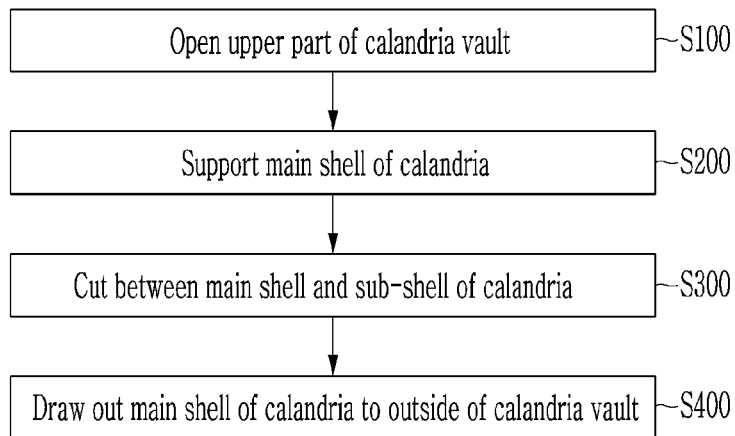 Open upper part of calandria vault S100
Support main shell of calandria S200
Cut between main shell and sub-shell of calandria S300
Draw out main shell of calandria to outside of calandria vault S400